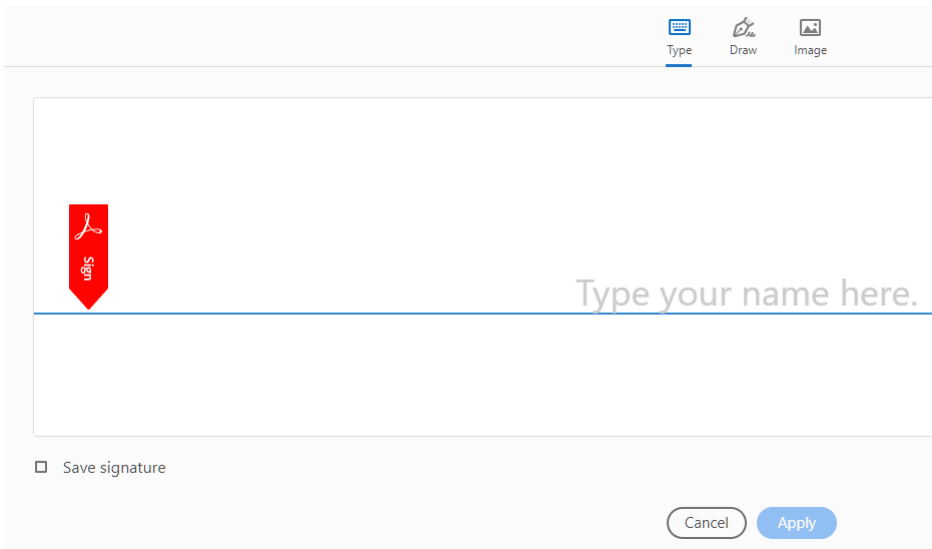 Type
Draw
Image
Sign
Type your name here.
Save signature
Cancel
Apply